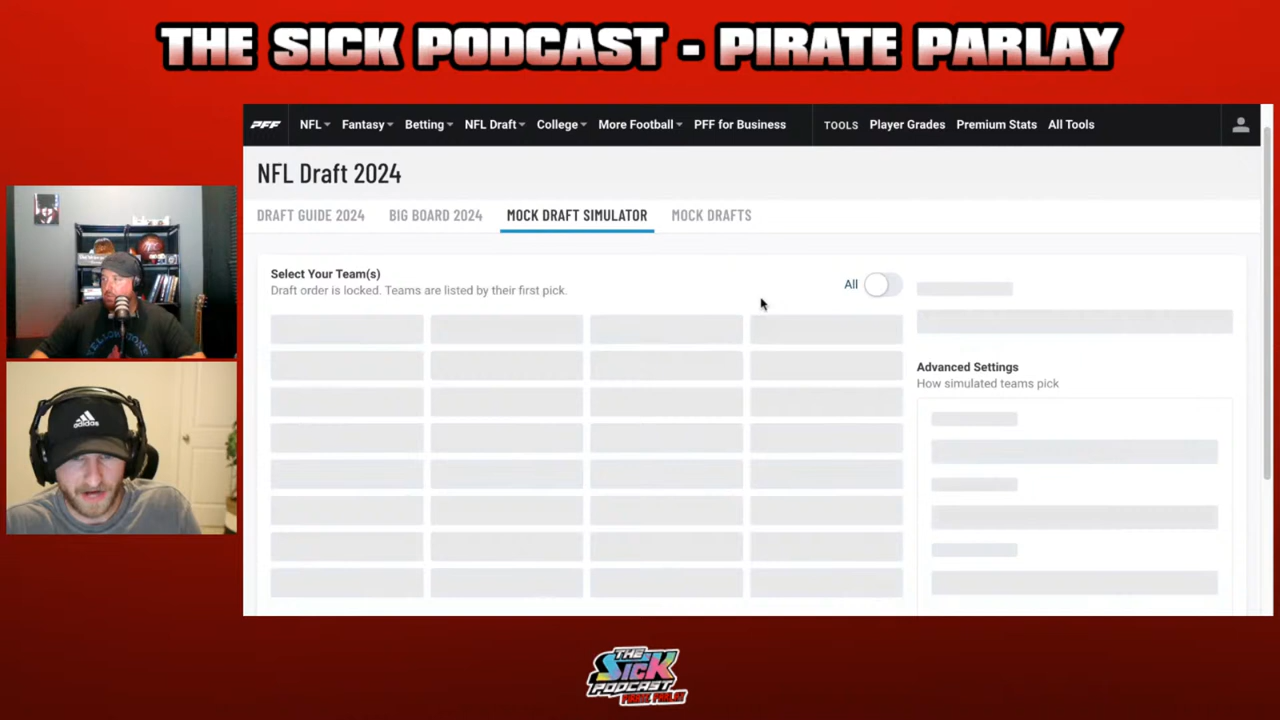 THE SICK PODCAST - PIRATE PARLAY
PFF NFL Fantasy Betting NFL Draft College More Football PFF for Business TOOLS Player Grades Premium Stats All Tools
NFL Draft 2024
DRAFT GUIDE 2024 BIG BOARD 2024 MOCK DRAFT SIMULATOR MOCK DRAFTS
Select Your Team(s)
Draft order is locked. Teams are listed by their first pick.
All
Advanced Settings
How simulated teams pick
adidas
THE
SICK
PODCAST
PIRATE PARLAY